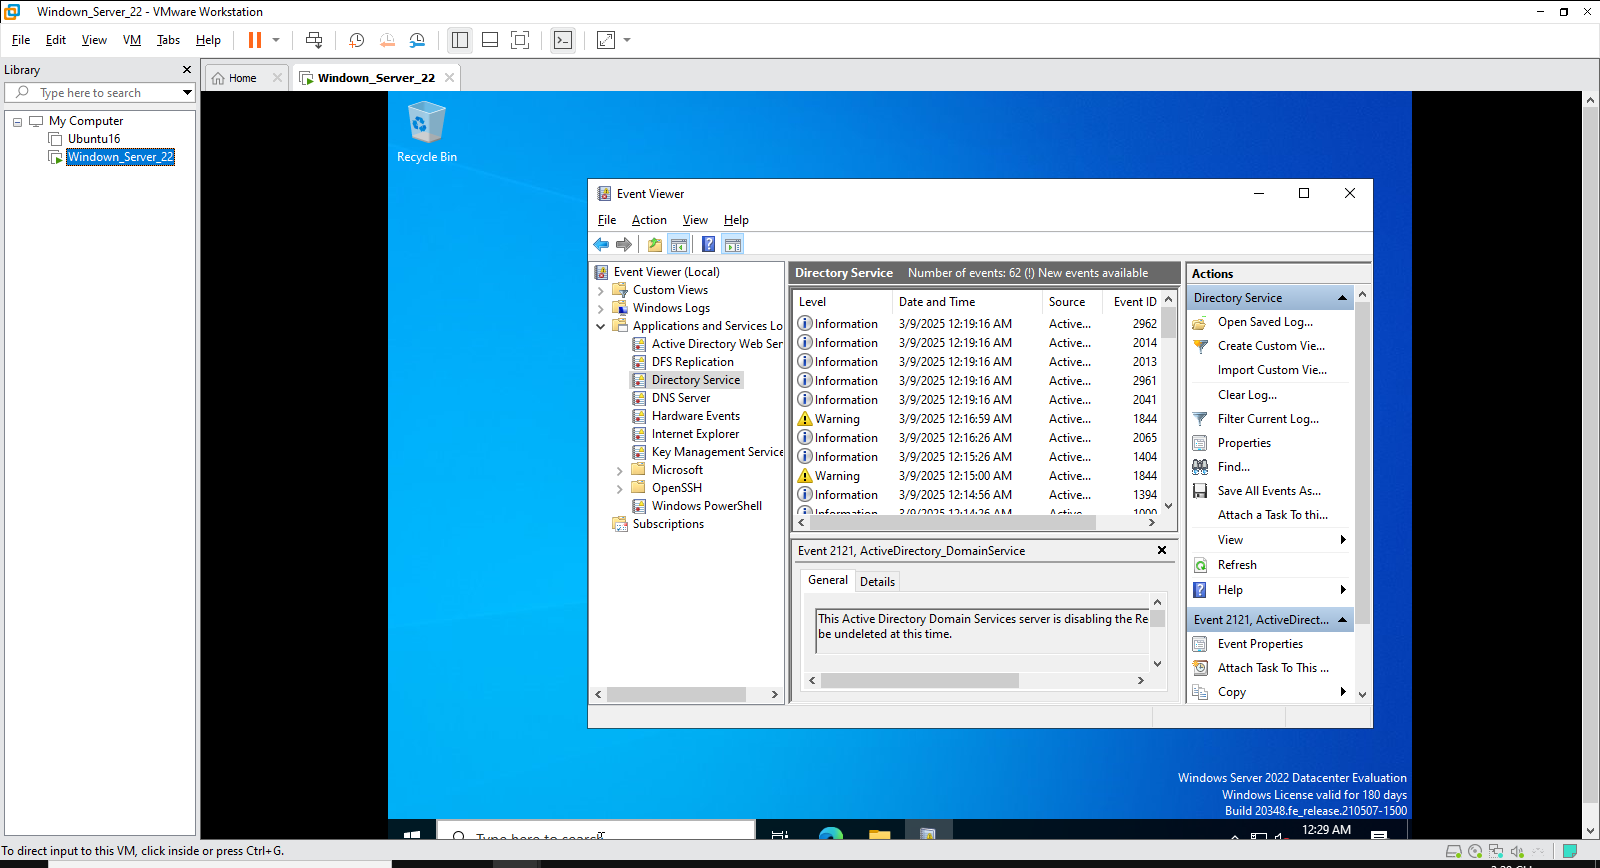 Windown_Server_22 - VMware Workstation
File Edit View VM Tabs Help
Library
Type here to search
My Computer
Ubuntu16
Windown_Server_22
Home
Windown_Server_22
Recycle Bin
Event Viewer
File Action View Help
Event Viewer (Local)
Custom Views
Windows Logs
Applications and Services Lo
Active Directory Web Ser
DFS Replication
Directory Service
DNS Server
Hardware Events
Internet Explorer
Key Management Service
Microsoft
OpenSSH
Windows PowerShell
Subscriptions
Directory Service Number of events: 62 (!) New events available
Level Date and Time Source Event ID
Information 3/9/2025 12:19:16 AM Active... 2962
Information 3/9/2025 12:19:16 AM Active... 2014
Information 3/9/2025 12:19:16 AM Active... 2013
Information 3/9/2025 12:19:16 AM Active... 2961
Information 3/9/2025 12:19:16 AM Active... 2041
Warning 3/9/2025 12:16:59 AM Active... 1844
Information 3/9/2025 12:16:26 AM Active... 2065
Information 3/9/2025 12:15:26 AM Active... 1404
Warning 3/9/2025 12:15:00 AM Active... 1844
Information 3/9/2025 12:14:56 AM Active... 1394
Information 3/9/2025 12:14:26 AM Active... 1000
Event 2121, ActiveDirectory_DomainService
General Details
This Active Directory Domain Services server is disabling the Re
be undeleted at this time.
Actions
Directory Service
Open Saved Log...
Create Custom Vie...
Import Custom Vie...
Clear Log...
Filter Current Log...
Properties
Find...
Save All Events As...
Attach a Task To thi...
View
Refresh
Help
Event 2121, ActiveDirect...
Event Properties
Attach Task To This ...
Copy
Windows Server 2022 Datacenter Evaluation
Windows License valid for 180 days
Build 20348.fe_release.210507-1500
Type here to search
12:29 AM
To direct input to this VM, click inside or press Ctrl+G.